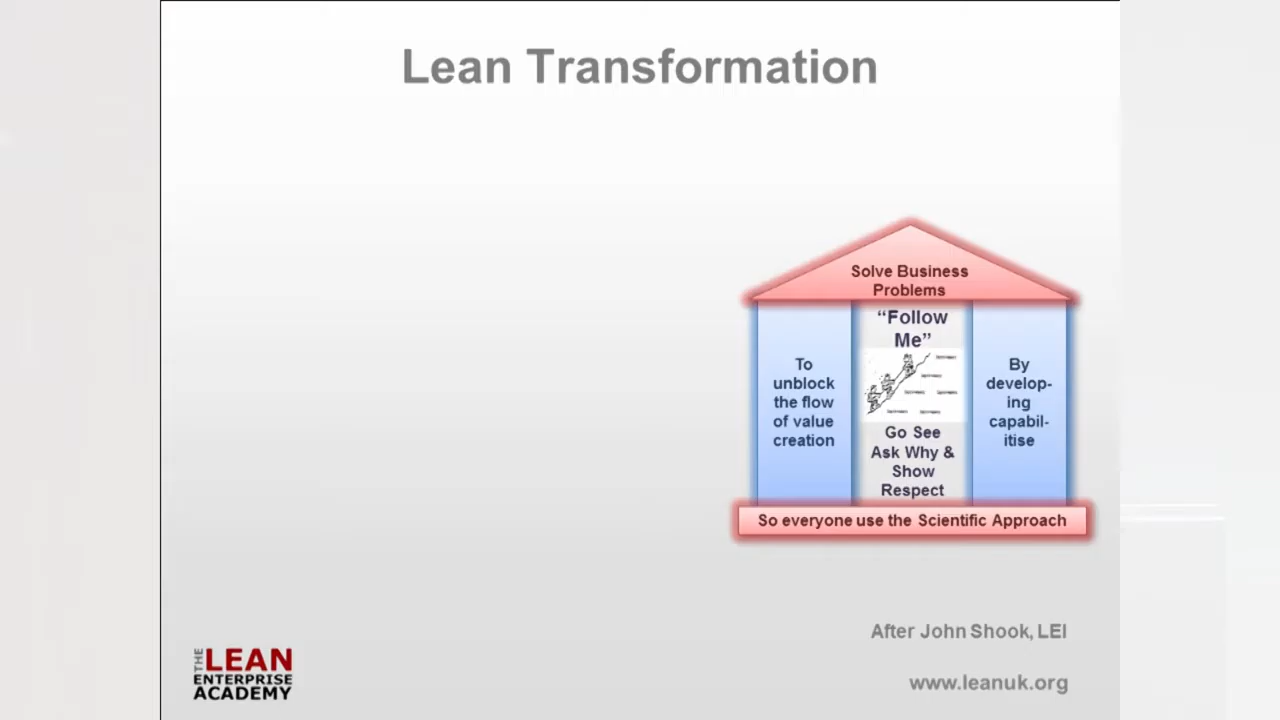 Lean Transformation
Solve Business
Problems
“Follow
Me”
To
unblock
the flow
of value
creation
Go See
Ask Why &
Show
Respect
By
develop-
ing
capabil-
itise
So everyone use the Scientific Approach
After John Shook, LEI
THE LEAN
ENTERPRISE
ACADEMY
www.leanuk.org